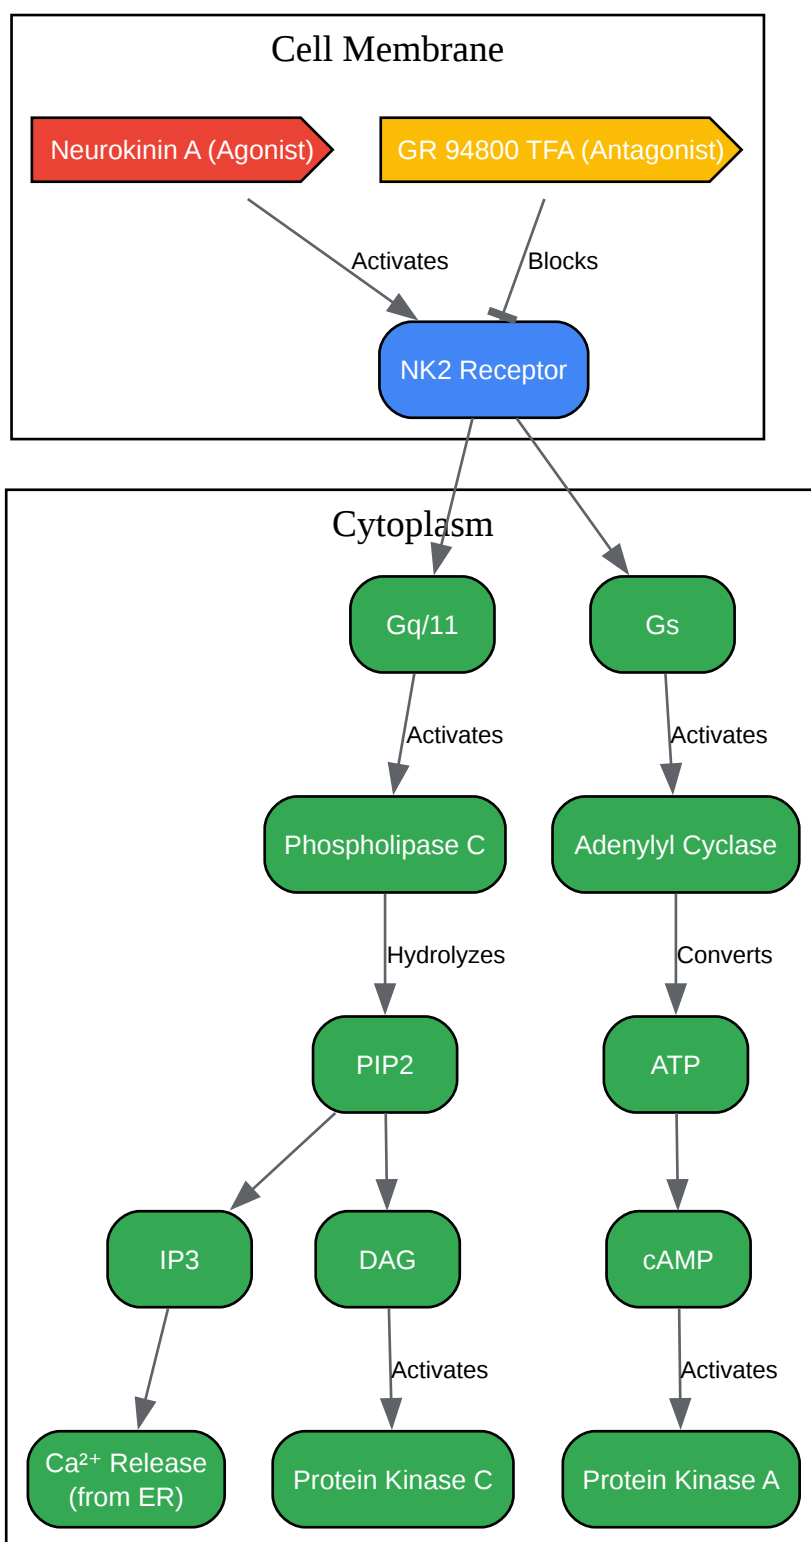 Cell Membrane
Neurokinin A (Agonist)
GR 94800 TFA (Antagonist)
Activates
Blocks
NK2 Receptor
Cytoplasm
Gq/11
Gs
Activates
Activates
Phospholipase C
Adenylyl Cyclase
Hydrolyzes
Converts
PIP2
ATP
IP3
DAG
cAMP
Activates
Activates
Ca²⁺ Release
(from ER)
Protein Kinase C
Protein Kinase A